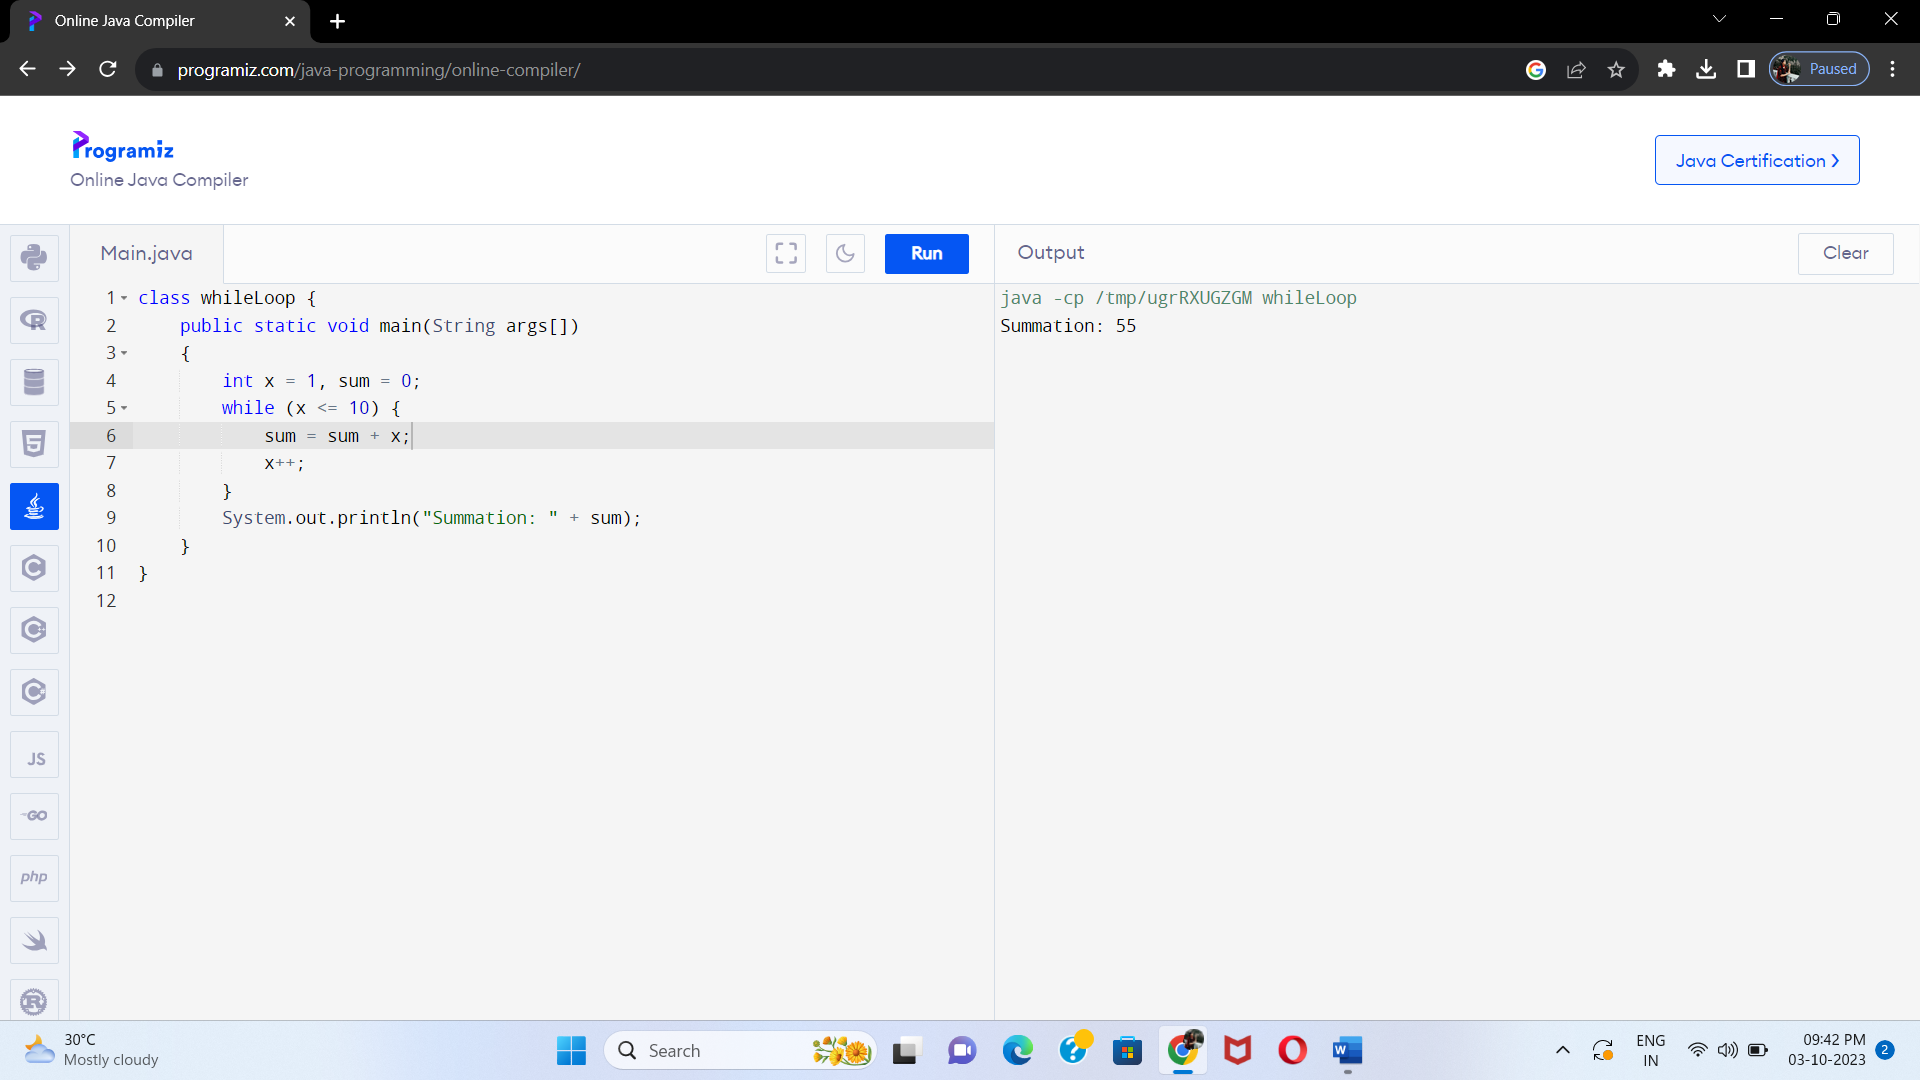 Online Java Compiler
programiz.com/java-programming/online-compiler/
Paused
Programiz
Online Java Compiler
Java Certification
Main.java
Run
Output
Clear
1 class whileLoop {
2 public static void main(String args[])
3 {
4 int x = 1, sum = 0;
5 while (x <= 10) {
6 sum = sum + x;
7 x++;
8 }
9 System.out.println("Summation: " + sum);
10 }
11 }
12
java -cp /tmp/ugrRXUGZGM whileLoop
Summation: 55
R
5
C
C
C
JS
GO
php
R
30°C
Mostly cloudy
Search
W
ENG
IN
09:42 PM
03-10-2023
2